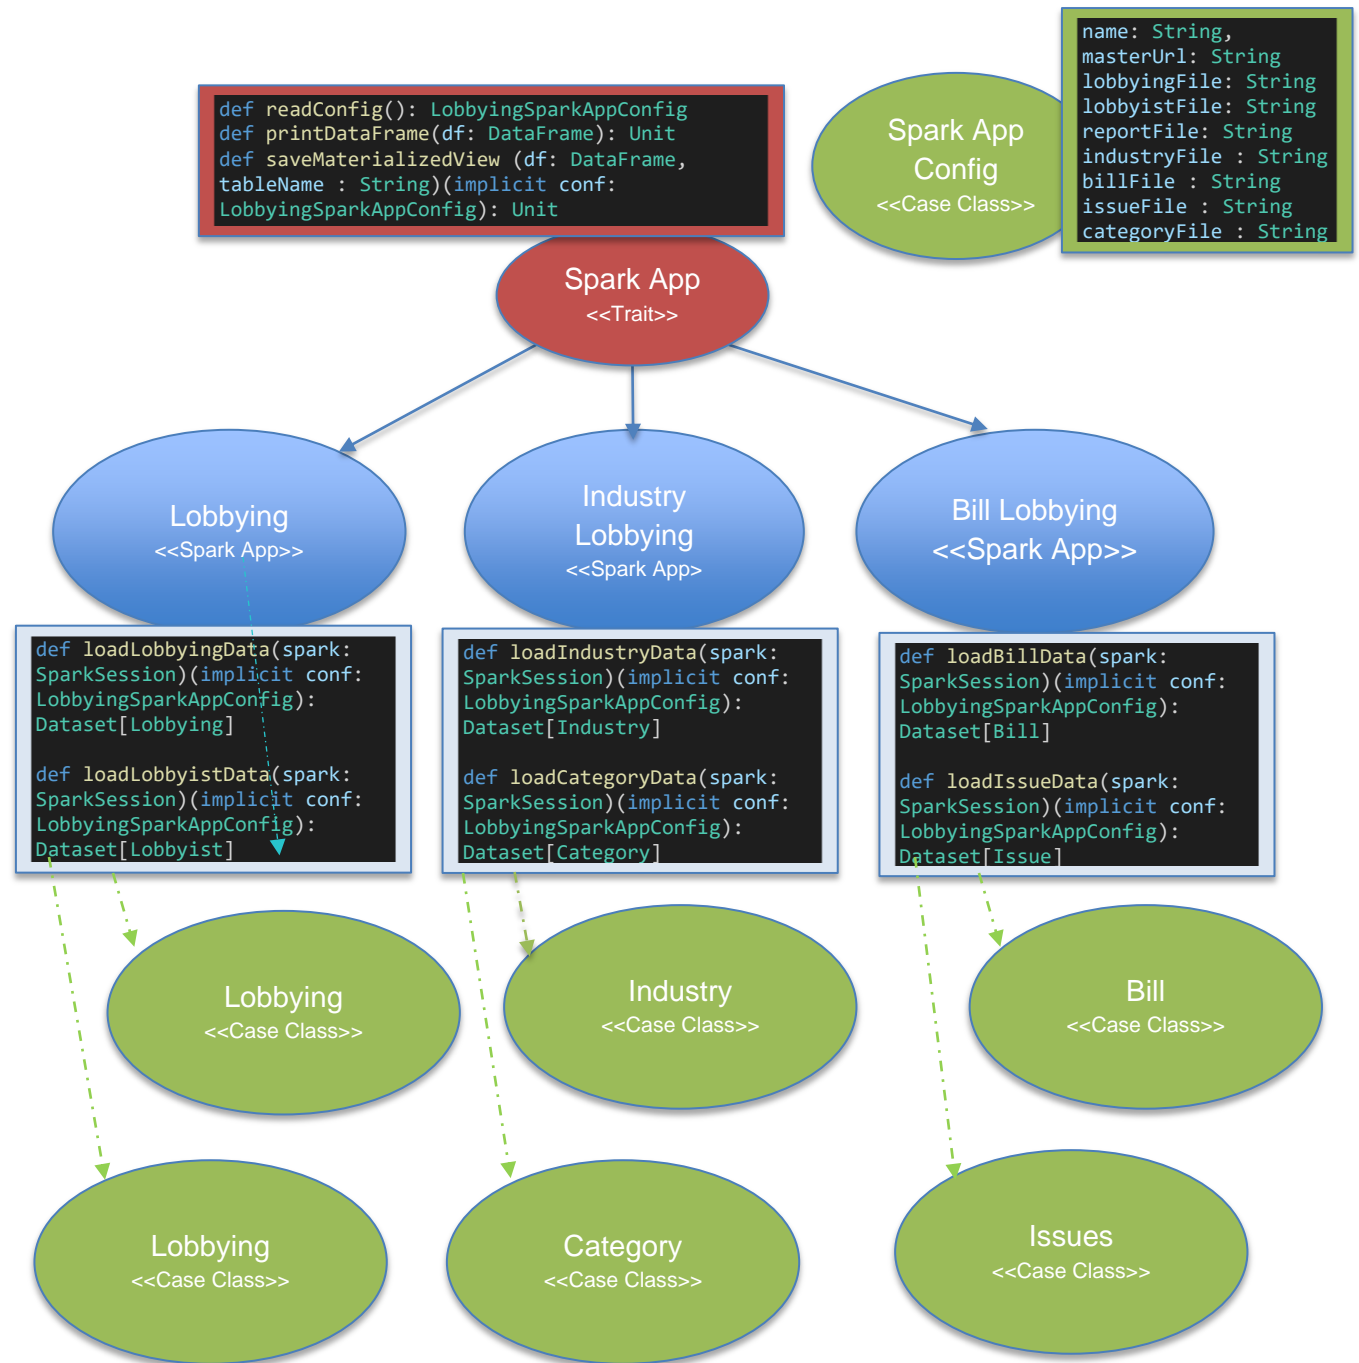 name: String,
masterUrl: String
lobbyingFile: String
lobbyistFile: String
reportFile: String
industryFile : String
billFile : String
issueFile : String
categoryFile : String
def readConfig(): LobbyingSparkAppConfig
def printDataFrame(df: DataFrame): Unit
def saveMaterializedView (df: DataFrame,
tableName : String)(implicit conf:
LobbyingSparkAppConfig): Unit
Spark App
Config
<<Case Class>>
Spark App
<<Trait>>
Lobbying
<<Spark App>>
Industry
Lobbying
<<Spark App>
Bill Lobbying
<<Spark App>>
def loadLobbyingData(spark:
SparkSession)(implicit conf:
LobbyingSparkAppConfig):
Dataset[Lobbying]
def loadLobbyistData(spark:
SparkSession)(implicit conf:
LobbyingSparkAppConfig):
Dataset[Lobbyist]
def loadIndustryData(spark:
SparkSession)(implicit conf:
LobbyingSparkAppConfig):
Dataset[Industry]
def loadCategoryData(spark:
SparkSession)(implicit conf:
LobbyingSparkAppConfig):
Dataset[Category]
def loadBillData(spark:
SparkSession)(implicit conf:
LobbyingSparkAppConfig):
Dataset[Bill]
def loadIssueData(spark:
SparkSession)(implicit conf:
LobbyingSparkAppConfig):
Dataset[Issue]
Lobbying
<<Case Class>>
Industry
<<Case Class>>
Bill
<<Case Class>>
Lobbying
<<Case Class>>
Category
<<Case Class>>
Issues
<<Case Class>>